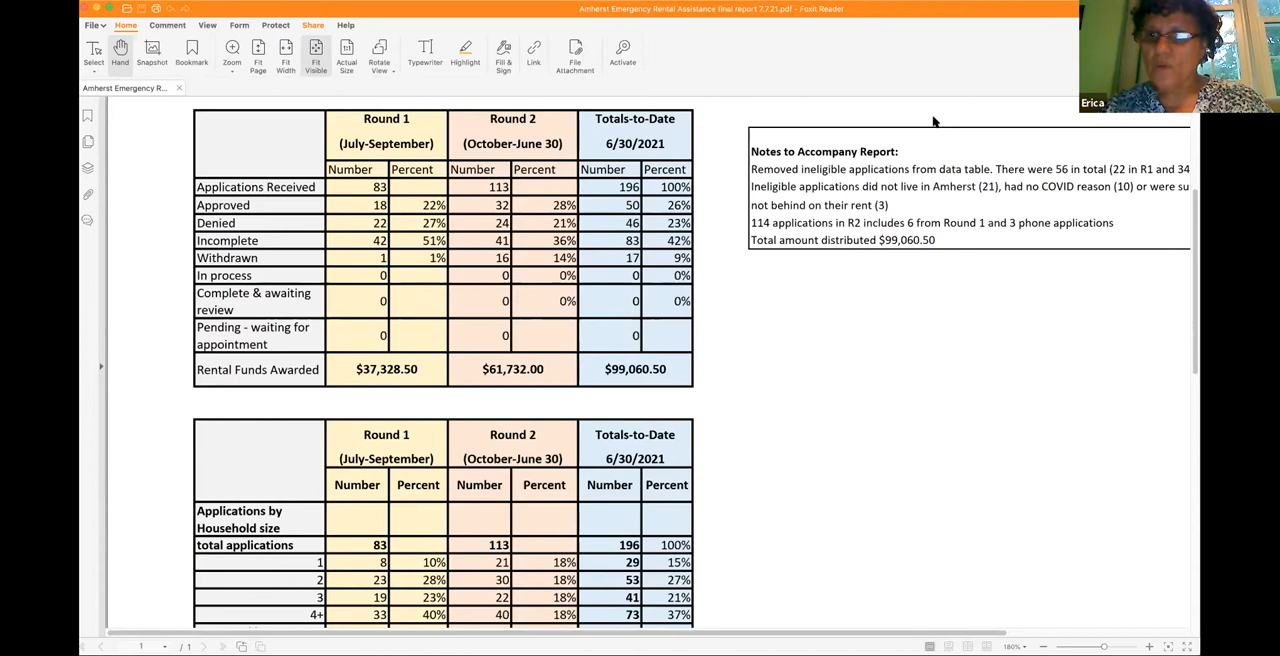 Amherst Emergency Rental Assistance final report 7.7.21.pdf - Foxit Reader
File Home Comment View Form Protect Share Help
Select Hand Snapshot Bookmark Zoom Fit Page Fit Width Fit Visible Actual Size Rotate View Typewriter Highlight Fill & Sign Link File Attachment Activate
Amherst Emergency R...
Erica
Round 1 Round 2 Totals-to-Date
(July-September) (October-June 30) 6/30/2021
Number Percent Number Percent Number Percent
Applications Received 83 113 196 100%
Approved 18 22% 32 28% 50 26%
Denied 22 27% 24 21% 46 23%
Incomplete 42 51% 41 36% 83 42%
Withdrawn 1 1% 16 14% 17 9%
In process 0 0 0% 0 0%
Complete & awaiting
review 0 0 0% 0 0%
Pending - waiting for
appointment 0 0 0
Rental Funds Awarded $37,328.50 $61,732.00 $99,060.50
Notes to Accompany Report:
Removed ineligible applications from data table. There were 56 in total (22 in R1 and 34
Ineligible applications did not live in Amherst (21), had no COVID reason (10) or were su
not behind on their rent (3)
114 applications in R2 includes 6 from Round 1 and 3 phone applications
Total amount distributed $99,060.50
Round 1 Round 2 Totals-to-Date
(July-September) (October-June 30) 6/30/2021
Number Percent Number Percent Number Percent
Applications by
Household size
total applications 83 113 196 100%
1 8 10% 21 18% 29 15%
2 23 28% 30 18% 53 27%
3 19 23% 22 18% 41 21%
4+ 33 40% 40 18% 73 37%
1 / 1 180%